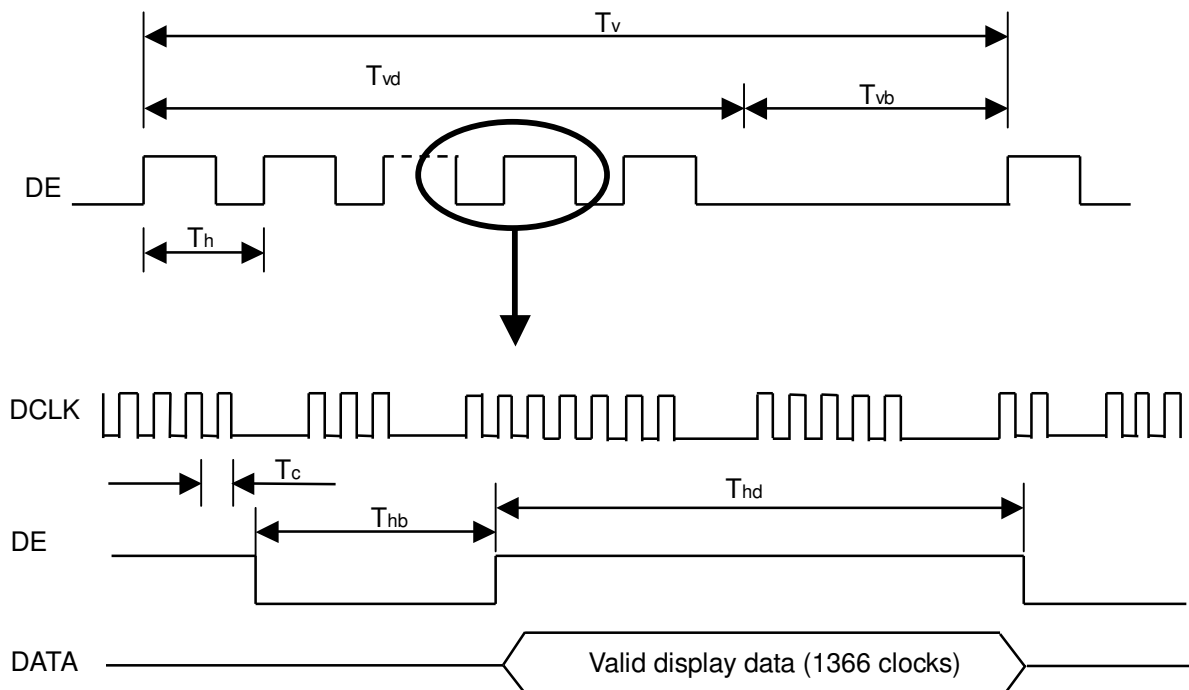 Tv
Tvd
Tvb
DE
Th
DCLK
Tc
Thd
Thb
DE
DATA
Valid display data (1366 clocks)